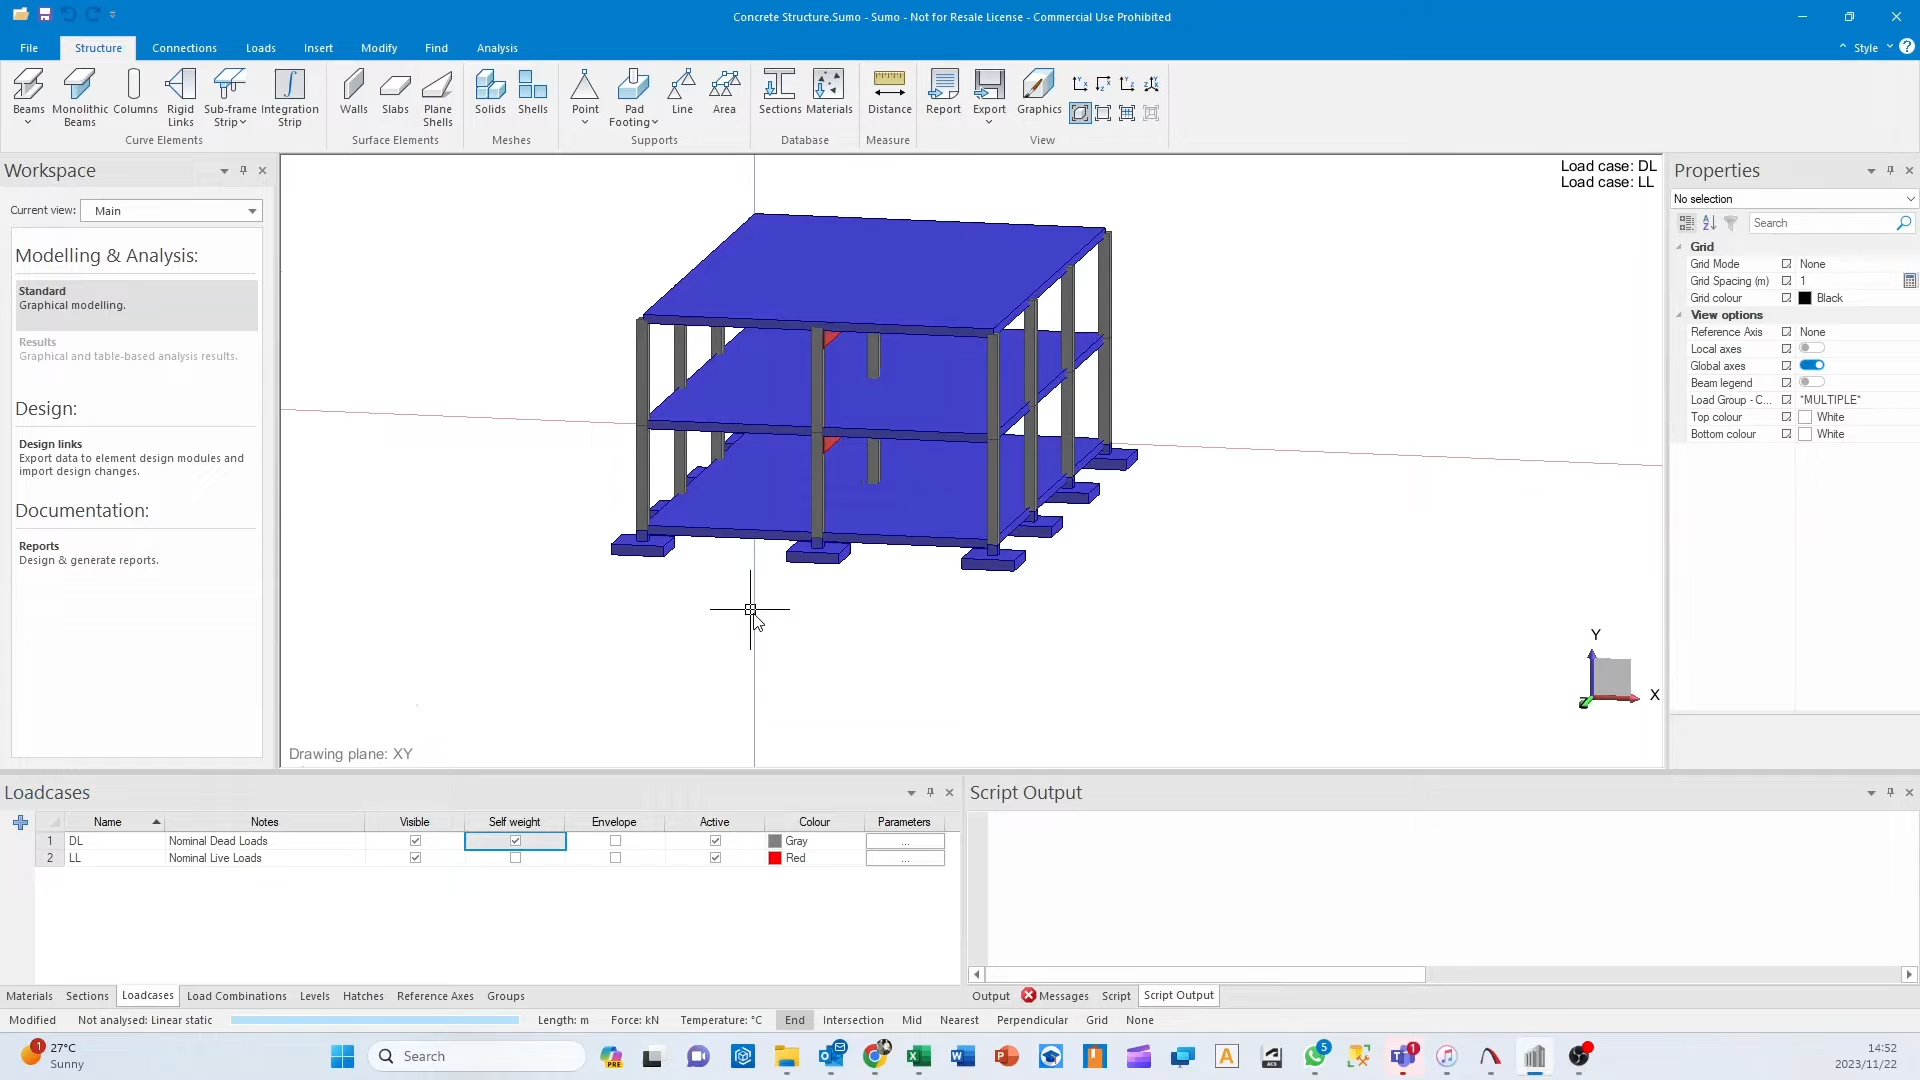 Concrete Structure.Sumo - Sumo - Not for Resale License - Commercial Use Prohibited
File Structure Connections Loads Insert Modify Find Analysis Style
Beams Monolithic Beams Columns Rigid Links Sub-frame Strip Integration Strip Walls Slabs Plane Shells Solids Shells Point Pad Footing Line Area Sections Materials Distance Report Export Graphics
Curve Elements Surface Elements Meshes Supports Database Measure View
Workspace
Current view: Main
Modelling & Analysis:
Standard
Graphical modelling.
Results
Graphical and table-based analysis results.
Design:
Design links
Export data to element design modules and
import design changes.
Documentation:
Reports
Design & generate reports.
Load case: DL
Load case: LL
Y
X
Drawing plane: XY
Properties
No selection
Search
Grid
Grid Mode None
Grid Spacing (m) 1
Grid colour Black
View options
Reference Axis None
Local axes
Global axes
Beam legend
Load Group - C... *MULTIPLE*
Top colour White
Bottom colour White
Loadcases
Name Notes Visible Self weight Envelope Active Colour Parameters
1 DL Nominal Dead Loads Gray ...
2 LL Nominal Live Loads Red ...
Script Output
Materials Sections Loadcases Load Combinations Levels Hatches Reference Axes Groups
Output Messages Script Script Output
Modified Not analysed: Linear static Length: m Force: kN Temperature: °C End Intersection Mid Nearest Perpendicular Grid None
1 27°C
Sunny
Search
PRE
5
1
14:52
2023/11/22